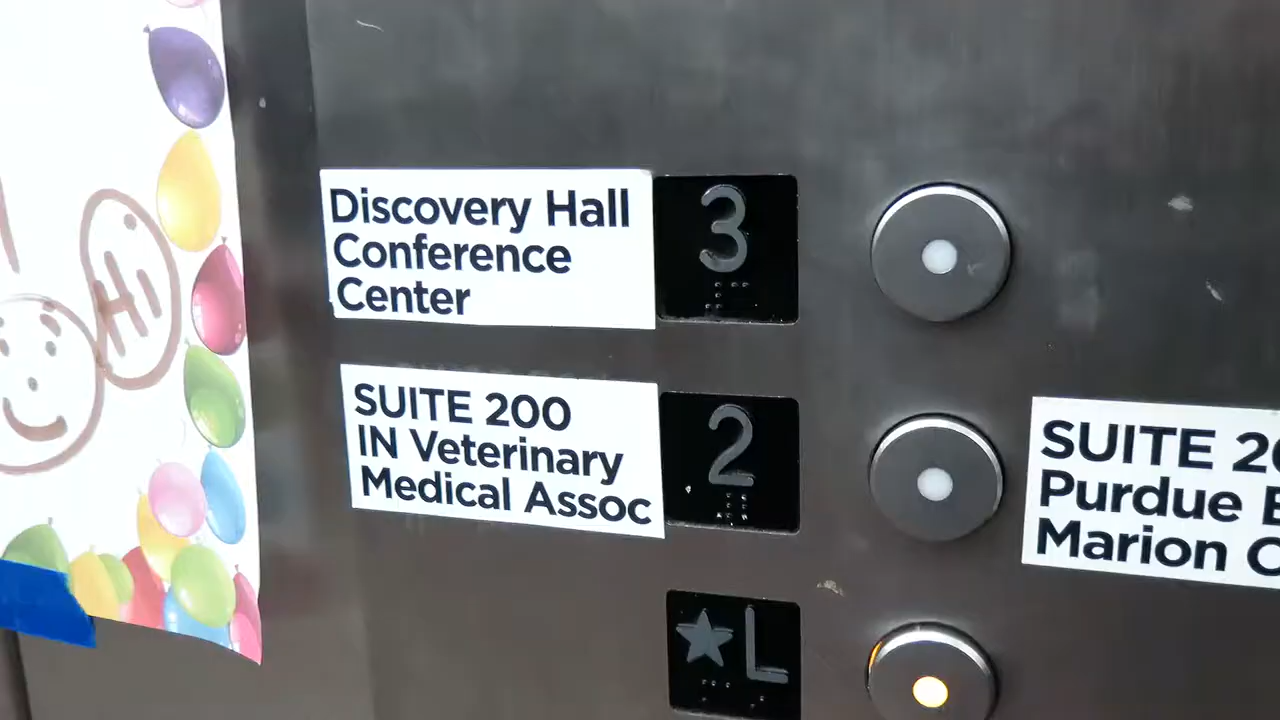 HI
Discovery Hall
Conference
Center
3
SUITE 200
IN Veterinary
Medical Assoc
2
SUITE
Purdue
Marion
★L